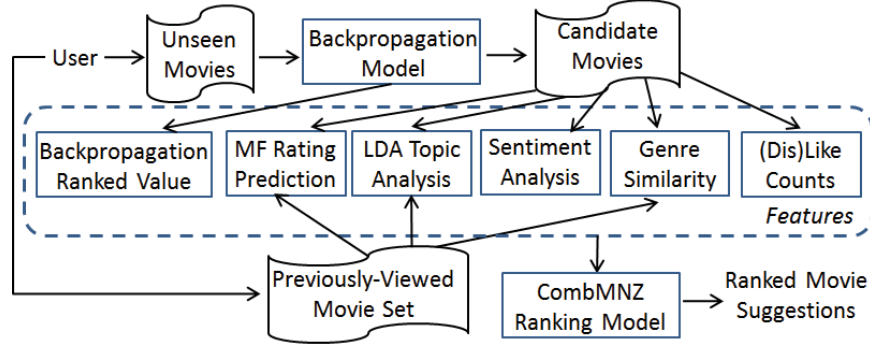 User
Unseen
Movies
Backpropagation
Model
Candidate
Movies
Backpropagation
Ranked Value
MF Rating
Prediction
LDA Topic
Analysis
Sentiment
Analysis
Genre
Similarity
(Dis)Like
Counts
Features
Previously-Viewed
Movie Set
CombMNZ
Ranking Model
Ranked Movie
Suggestions